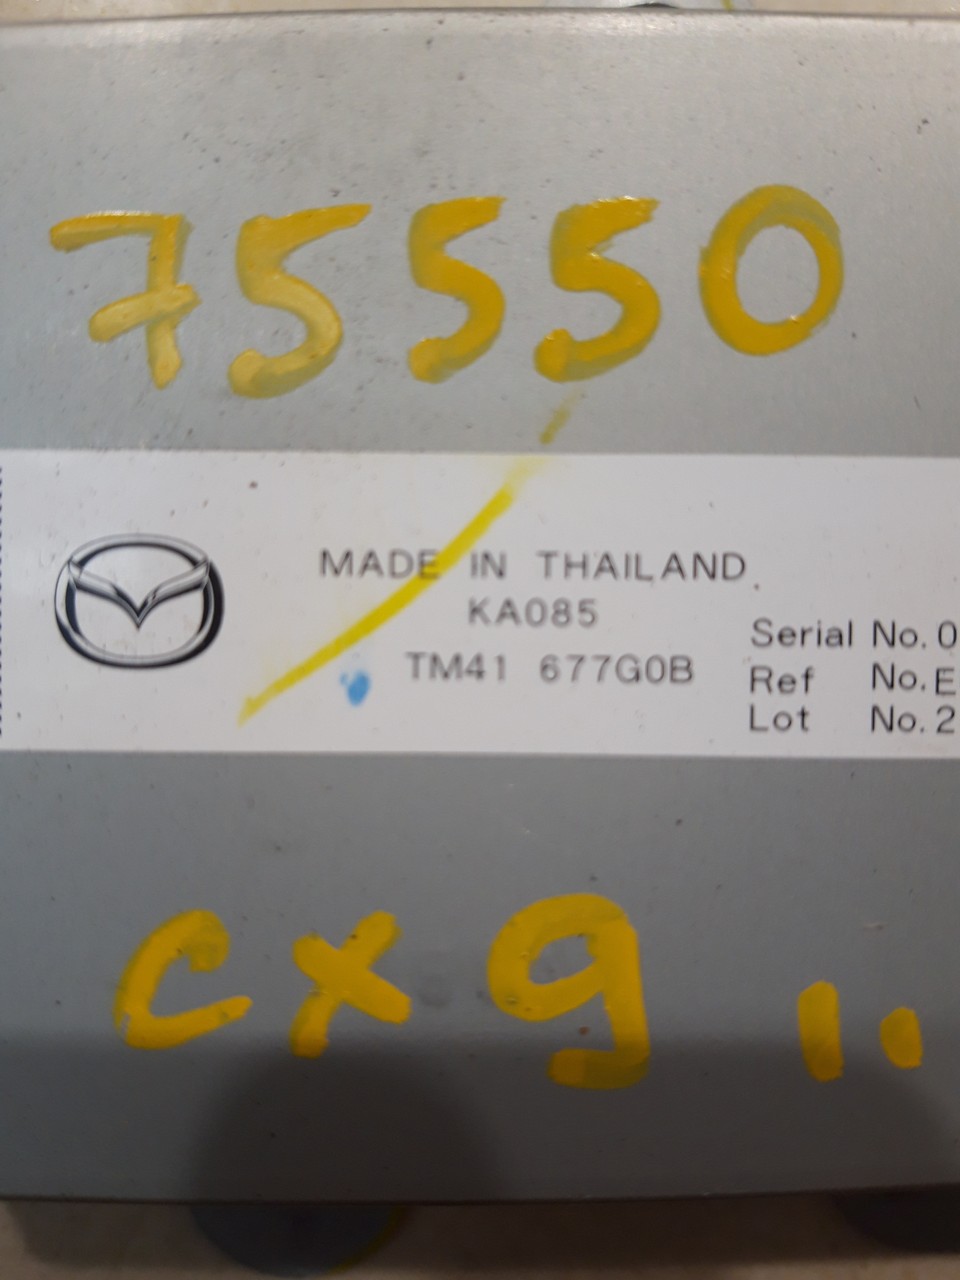 75550
MADE IN THAILAND
KA085
TM41 677G0B
Serial No. 0
Ref No. E
Lot No. 2
cx9